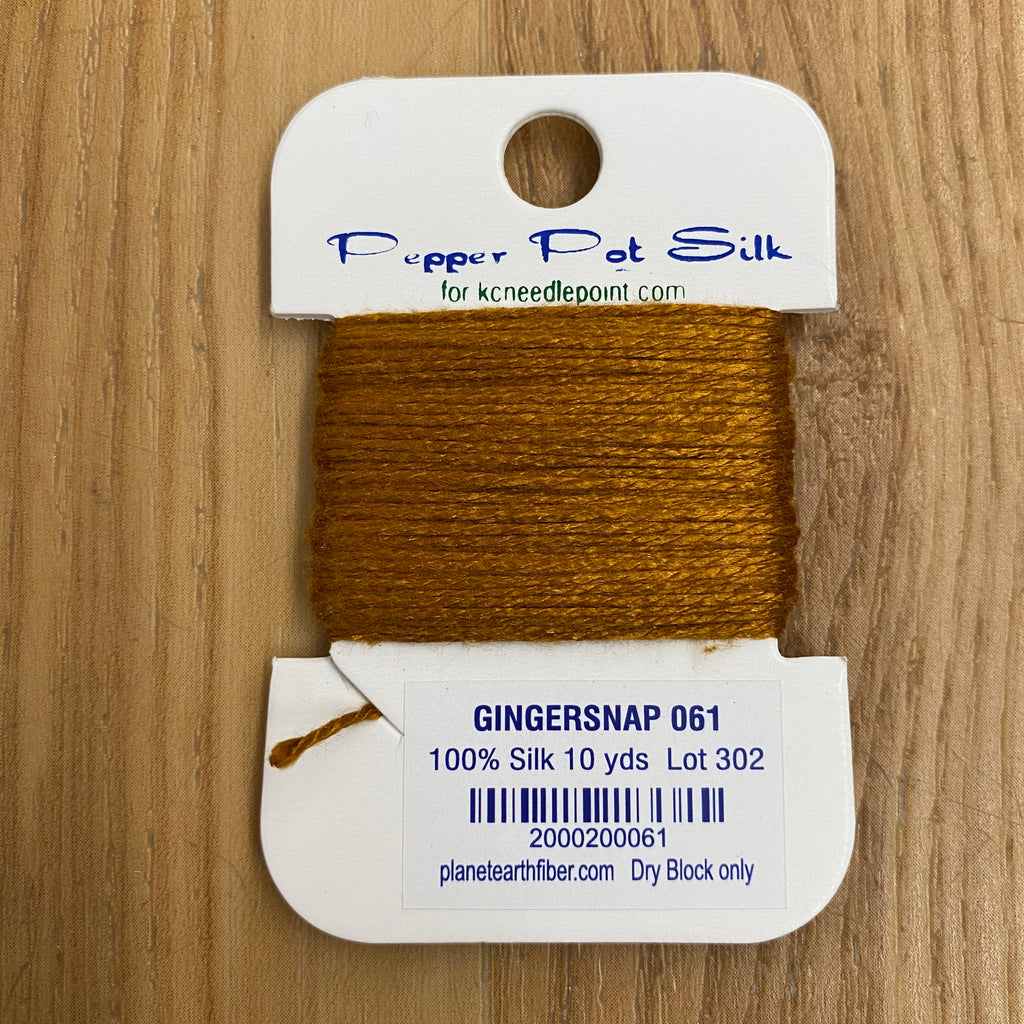 Pepper Pot Silk
for kcneedlepoint.com
GINGERSNAP 061
100% Silk 10 yds Lot 302
2000200061
planetearthfiber.com Dry Block only